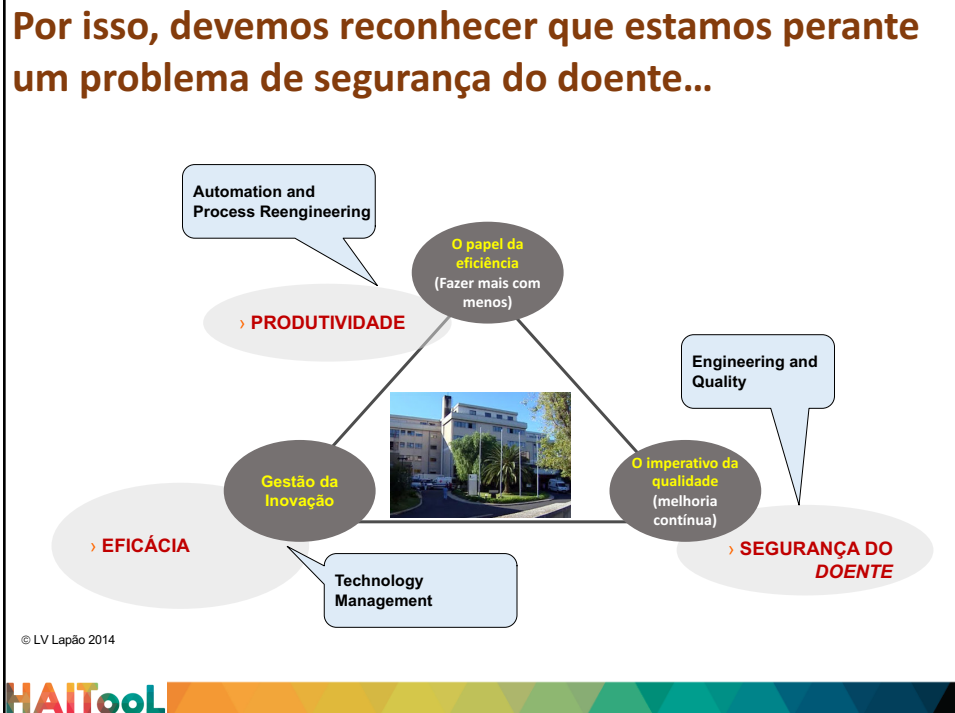 Por isso, devemos reconhecer que estamos perante
um problema de segurança do doente…
Automation and
Process Reengineering
O papel da
eficiência
(Fazer mais com
menos)
› PRODUTIVIDADE
Engineering and
Quality
Gestão da
Inovação
O imperativo da
qualidade
(melhoria
contínua)
› EFICÁCIA
› SEGURANÇA DO
DOENTE
Technology
Management
© LV Lapão 2014
HAITooL